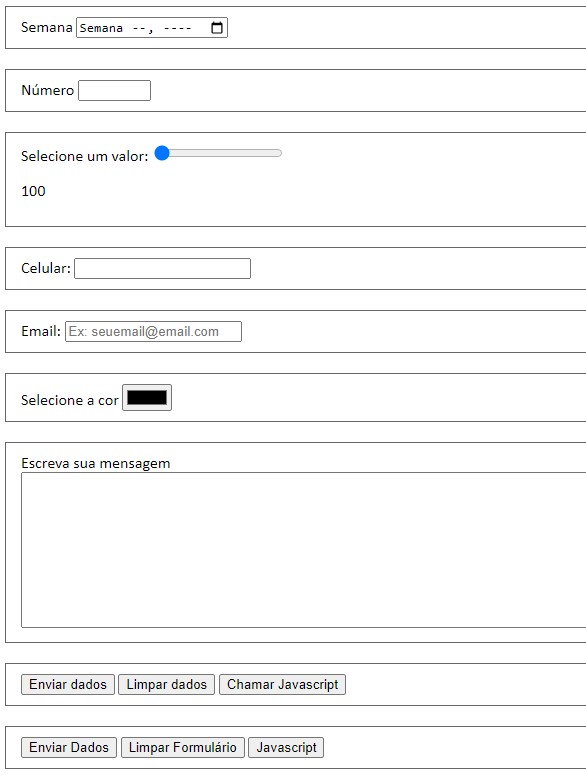 Semana Semana --, ----
Número
Selecione um valor:
100
Celular:
Email: Ex: seuemail@email.com
Selecione a cor
Escreva sua mensagem
Enviar dados Limpar dados Chamar Javascript
Enviar Dados Limpar Formulário Javascript